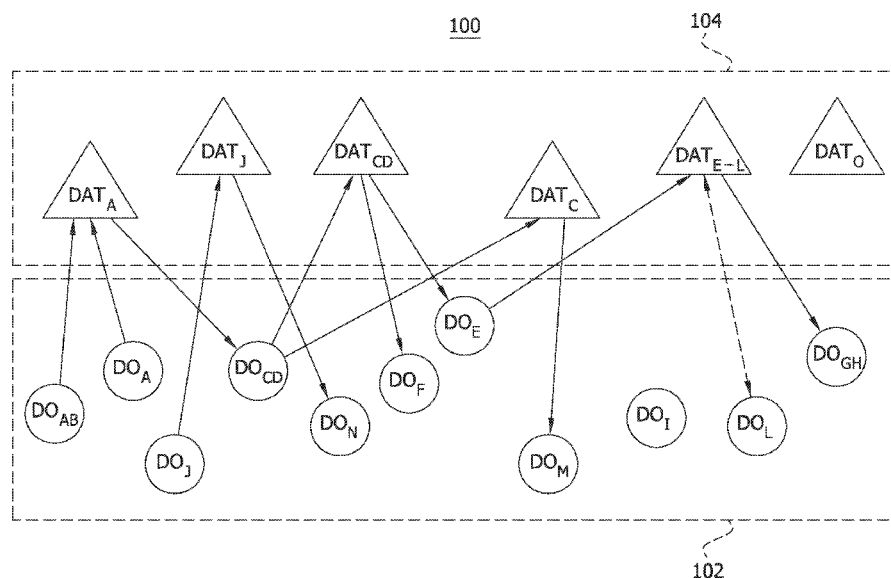 100
104
DAT_A
DAT_J
DAT_CD
DAT_C
DAT_E-L
DAT_O
DO_AB
DO_A
DO_J
DO_CD
DO_N
DO_F
DO_E
DO_M
DO_I
DO_L
DO_GH
102